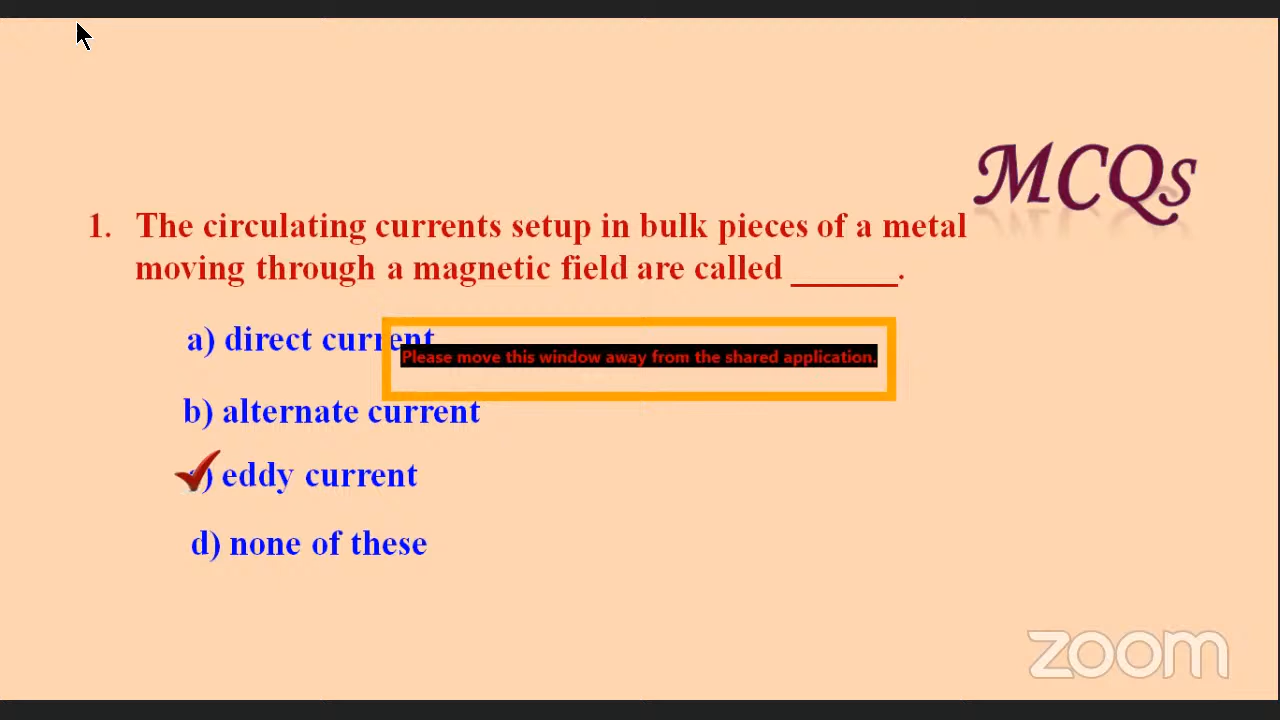 MCQs
1. The circulating currents setup in bulk pieces of a metal
moving through a magnetic field are called ______.
a) direct current
Please move this window away from the shared application.
b) alternate current
) eddy current
d) none of these
zoom